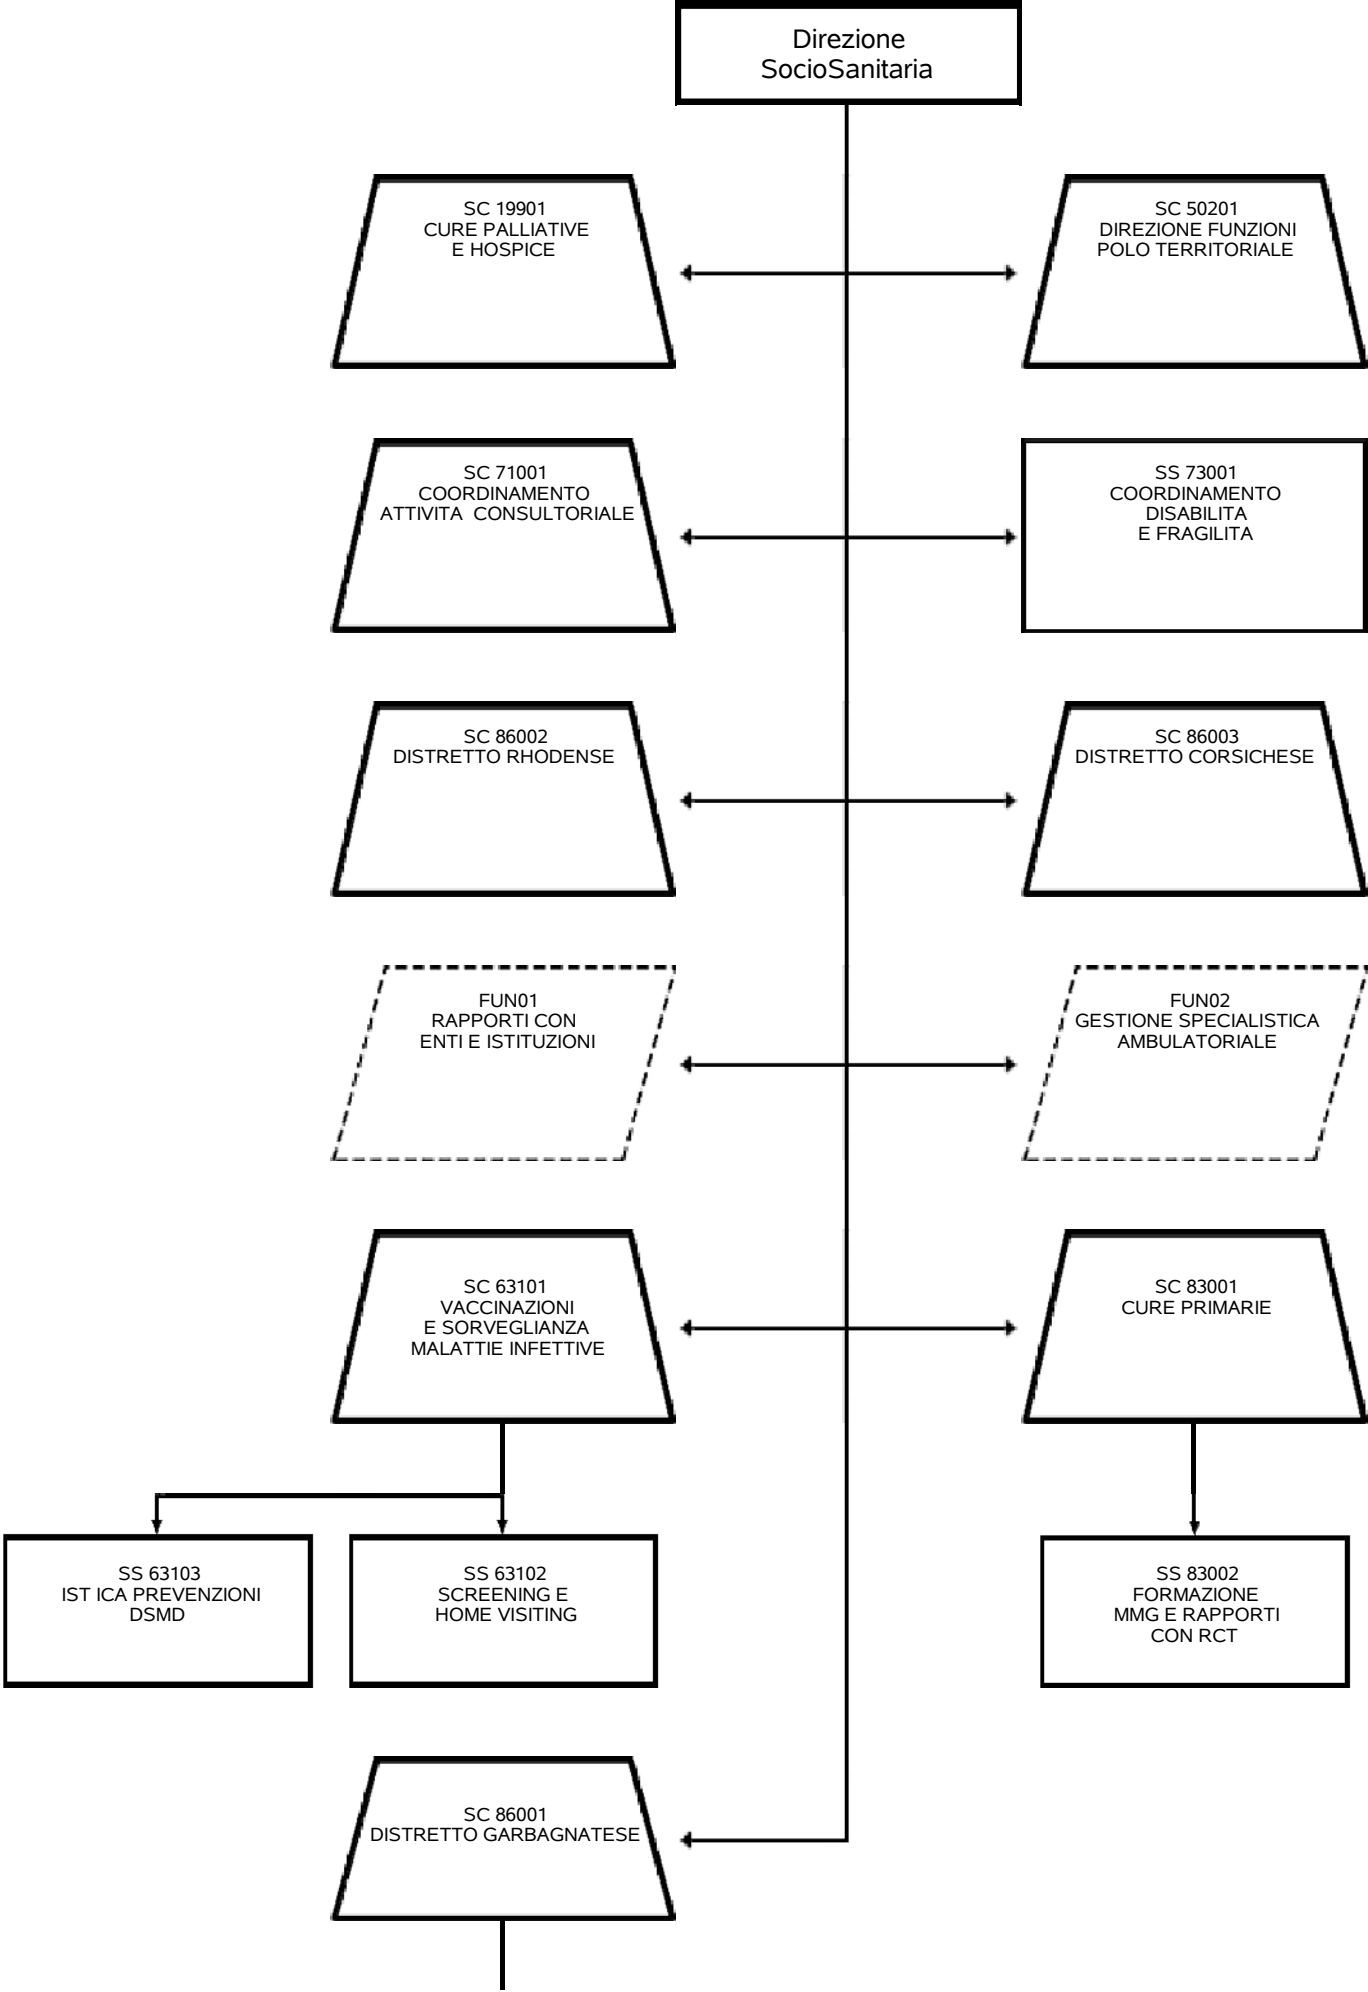 Direzione
SocioSanitaria
SC 19901
CURE PALLIATIVE
E HOSPICE
SC 50201
DIREZIONE FUNZIONI
POLO TERRITORIALE
SC 71001
COORDINAMENTO
ATTIVITA CONSULTORIALE
SS 73001
COORDINAMENTO
DISABILITA
E FRAGILITA
SC 86002
DISTRETTO RHODENSE
SC 86003
DISTRETTO CORSICHESE
FUN01
RAPPORTI CON
ENTI E ISTITUZIONI
FUN02
GESTIONE SPECIALISTICA
AMBULATORIALE
SC 63101
VACCINAZIONI
E SORVEGLIANZA
MALATTIE INFETTIVE
SC 83001
CURE PRIMARIE
SS 63103
IST ICA PREVENZIONI
DSMD
SS 63102
SCREENING E
HOME VISITING
SS 83002
FORMAZIONE
MMG E RAPPORTI
CON RCT
SC 86001
DISTRETTO GARBAGNATESE